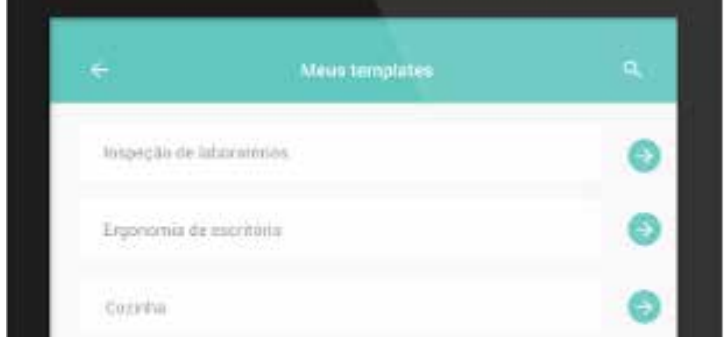 Meus templates
Inspeção de laboratórios
Ergonomia de escritório
Cozinha